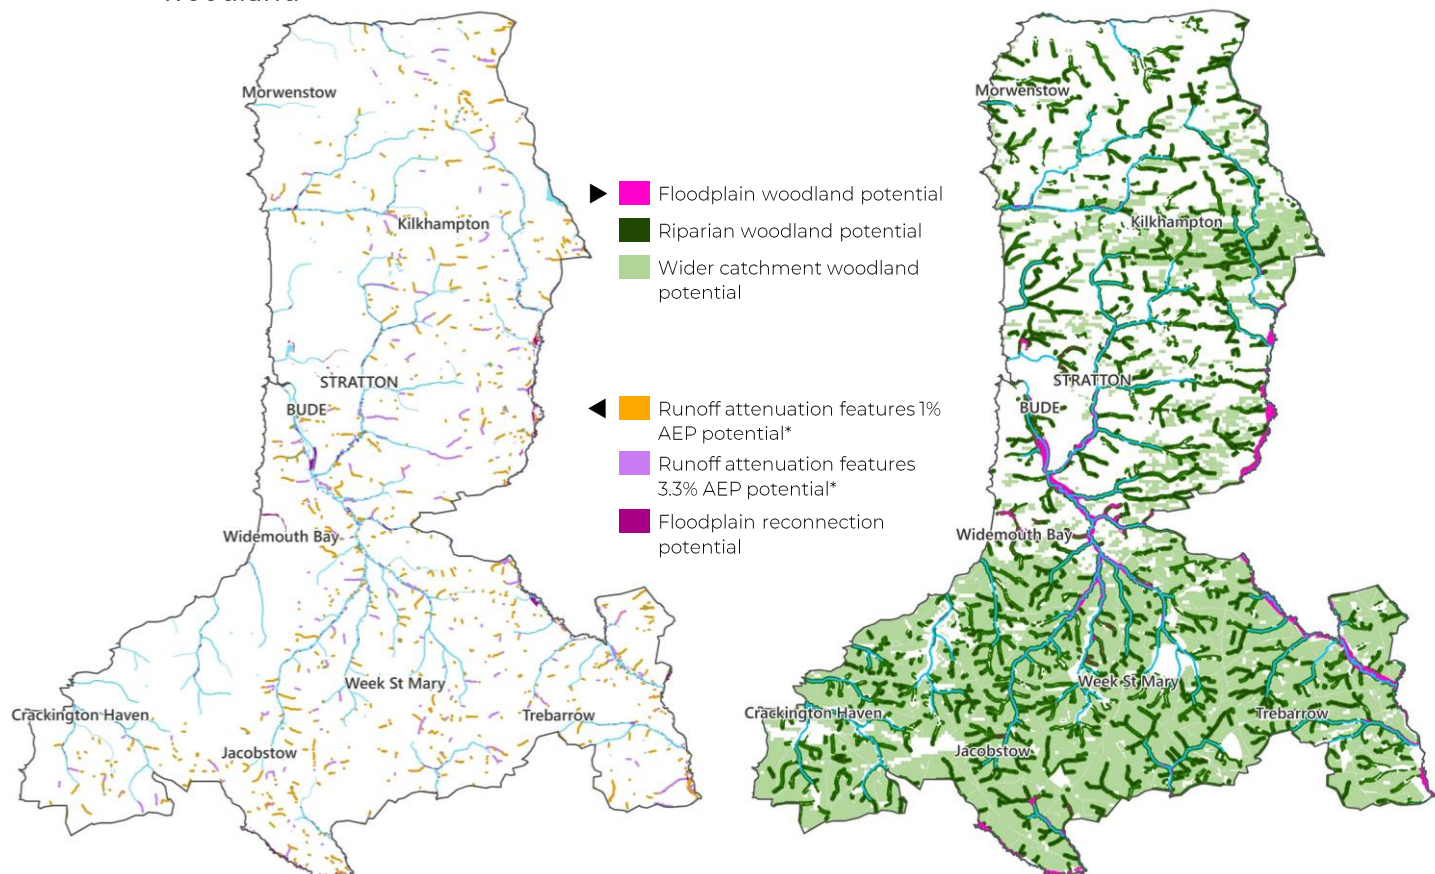 Morwenstow
Kilkhampton
STRATTON
BUDE
Widemouth Bay
Week St Mary
Crackington Haven
Trebarrow
Jacobstow
Floodplain woodland potential
Riparian woodland potential
Wider catchment woodland
potential
Runoff attenuation features 1%
AEP potential*
Runoff attenuation features
3.3% AEP potential*
Floodplain reconnection
potential
Morwenstow
Kilkhampton
STRATTON
BUDE
Widemouth Bay
Week St Mary
Crackington Haven
Trebarrow
Jacobstow